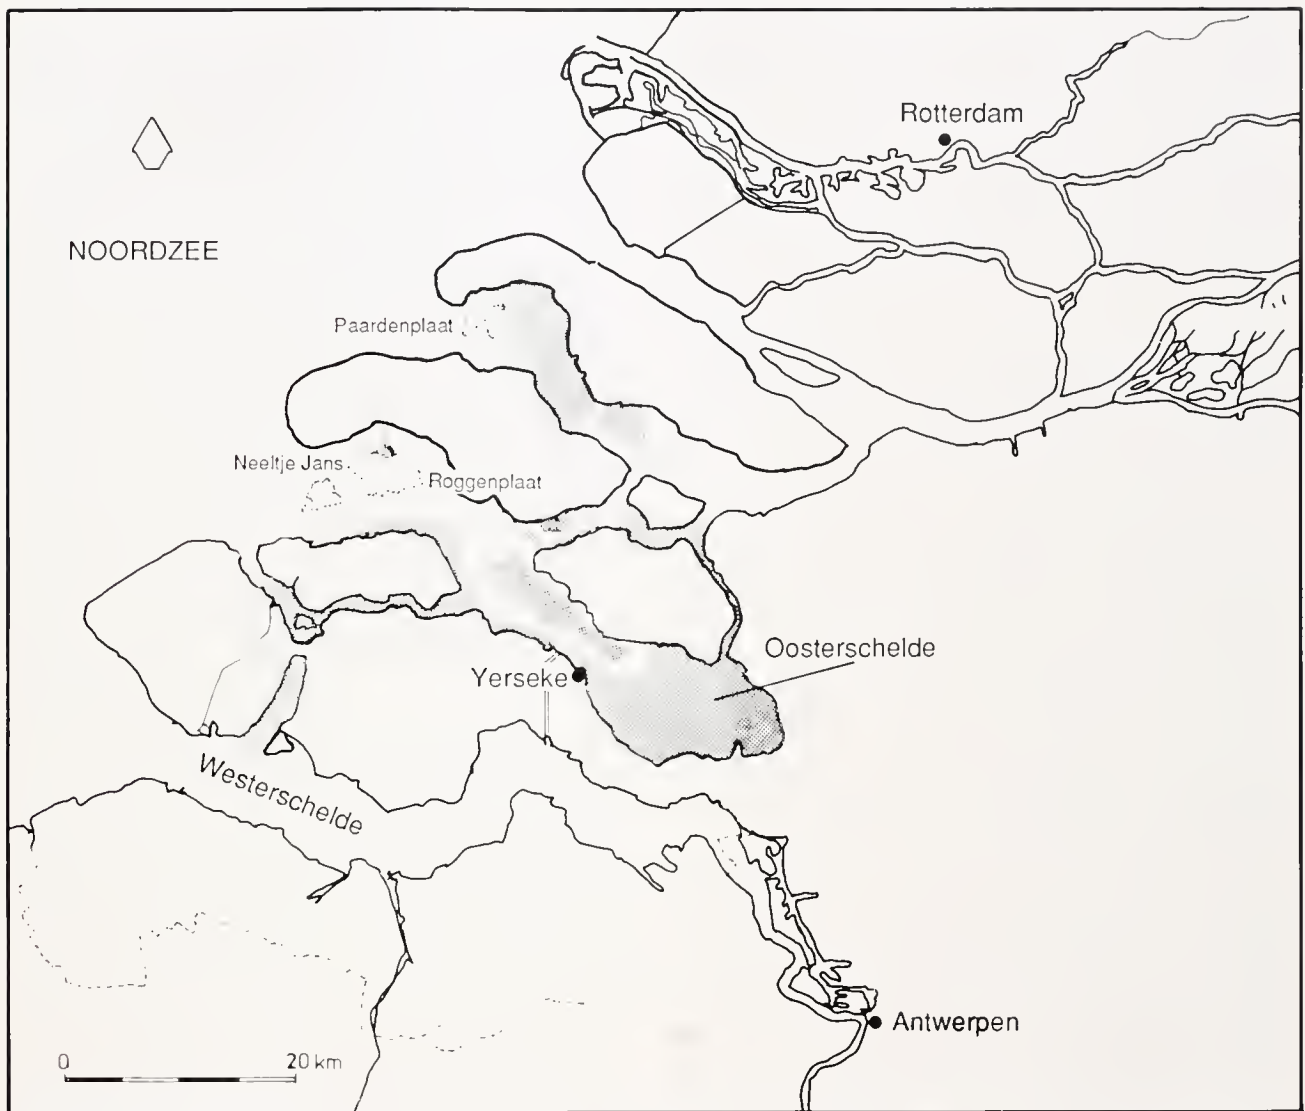 Rotterdam
NOORDZEE
Paardenplaat
Neeltje Jans
Roggenplaat
Oosterschelde
Yerseke
Westerschelde
Antwerpen
0 20 km